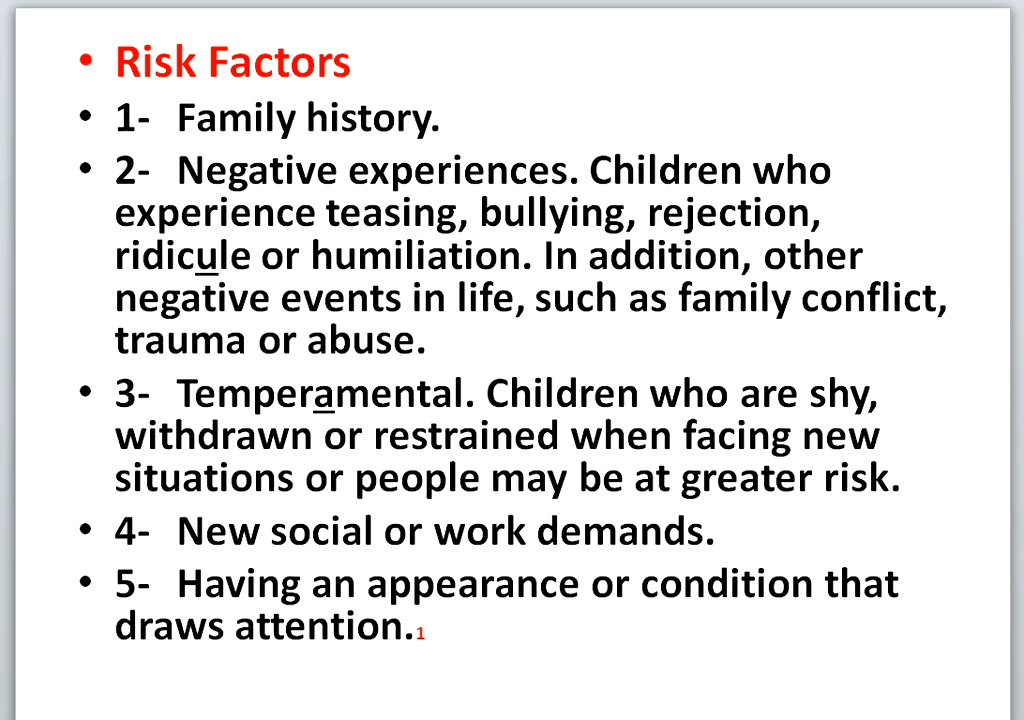 • Risk Factors
• 1- Family history.
• 2- Negative experiences. Children who
experience teasing, bullying, rejection,
ridicule or humiliation. In addition, other
negative events in life, such as family conflict,
trauma or abuse.
• 3- Temperamental. Children who are shy,
withdrawn or restrained when facing new
situations or people may be at greater risk.
• 4- New social or work demands.
• 5- Having an appearance or condition that
draws attention.1